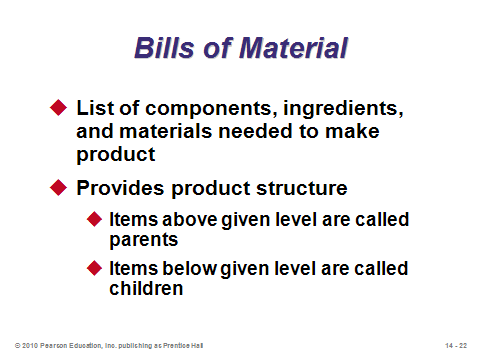 Bills of Material
List of components, ingredients,
and materials needed to make
product
Provides product structure
Items above given level are called
parents
Items below given level are called
children
© 2010 Pearson Education, Inc. publishing as Prentice Hall
14 - 22